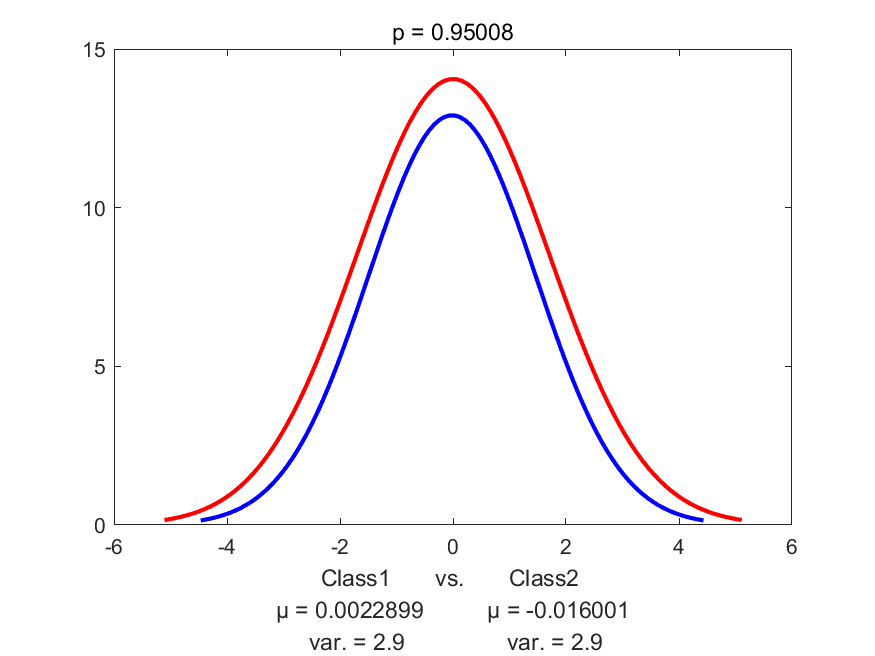 p = 0.95008
15
10
5
0
-6 -4 -2 0 2 4 6
Class1 vs. Class2
μ = 0.0022899 μ = -0.016001
var. = 2.9 var. = 2.9